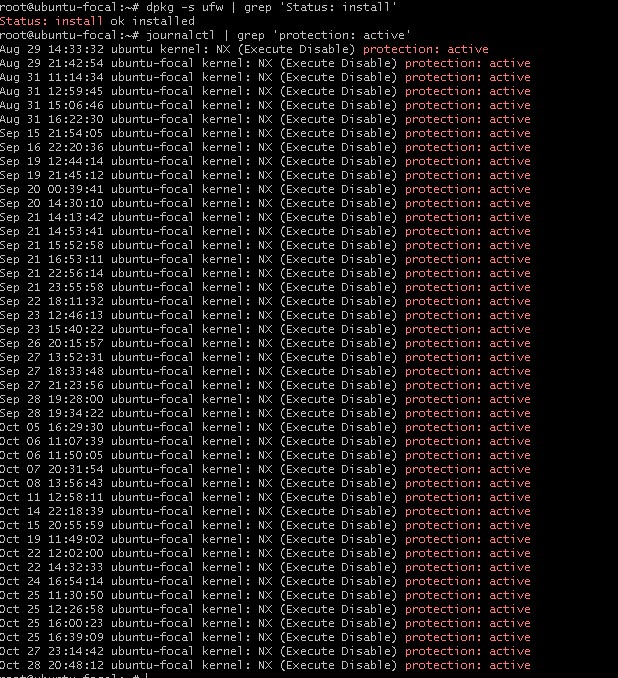 root@ubuntu-focal:~# dpkg -s ufw | grep 'Status: install'
Status: install ok installed
root@ubuntu-focal:~# journalctl | grep 'protection: active'
Aug 29 14:33:32 ubuntu kernel: NX (Execute Disable) protection: active
Aug 29 21:42:54 ubuntu-focal kernel: NX (Execute Disable) protection: active
Aug 31 11:14:34 ubuntu-focal kernel: NX (Execute Disable) protection: active
Aug 31 12:59:45 ubuntu-focal kernel: NX (Execute Disable) protection: active
Aug 31 15:06:46 ubuntu-focal kernel: NX (Execute Disable) protection: active
Aug 31 16:22:30 ubuntu-focal kernel: NX (Execute Disable) protection: active
Sep 15 21:54:05 ubuntu-focal kernel: NX (Execute Disable) protection: active
Sep 16 22:20:36 ubuntu-focal kernel: NX (Execute Disable) protection: active
Sep 19 12:44:14 ubuntu-focal kernel: NX (Execute Disable) protection: active
Sep 19 21:45:12 ubuntu-focal kernel: NX (Execute Disable) protection: active
Sep 20 00:39:41 ubuntu-focal kernel: NX (Execute Disable) protection: active
Sep 20 14:30:10 ubuntu-focal kernel: NX (Execute Disable) protection: active
Sep 21 14:13:42 ubuntu-focal kernel: NX (Execute Disable) protection: active
Sep 21 14:53:41 ubuntu-focal kernel: NX (Execute Disable) protection: active
Sep 21 15:52:58 ubuntu-focal kernel: NX (Execute Disable) protection: active
Sep 21 16:53:11 ubuntu-focal kernel: NX (Execute Disable) protection: active
Sep 21 22:56:14 ubuntu-focal kernel: NX (Execute Disable) protection: active
Sep 21 23:55:58 ubuntu-focal kernel: NX (Execute Disable) protection: active
Sep 22 18:11:32 ubuntu-focal kernel: NX (Execute Disable) protection: active
Sep 23 12:46:13 ubuntu-focal kernel: NX (Execute Disable) protection: active
Sep 23 15:40:22 ubuntu-focal kernel: NX (Execute Disable) protection: active
Sep 26 20:15:57 ubuntu-focal kernel: NX (Execute Disable) protection: active
Sep 27 13:52:31 ubuntu-focal kernel: NX (Execute Disable) protection: active
Sep 27 18:33:48 ubuntu-focal kernel: NX (Execute Disable) protection: active
Sep 27 21:23:56 ubuntu-focal kernel: NX (Execute Disable) protection: active
Sep 28 19:28:00 ubuntu-focal kernel: NX (Execute Disable) protection: active
Sep 28 19:34:22 ubuntu-focal kernel: NX (Execute Disable) protection: active
Oct 05 16:29:30 ubuntu-focal kernel: NX (Execute Disable) protection: active
Oct 06 11:07:39 ubuntu-focal kernel: NX (Execute Disable) protection: active
Oct 06 11:50:05 ubuntu-focal kernel: NX (Execute Disable) protection: active
Oct 07 20:31:54 ubuntu-focal kernel: NX (Execute Disable) protection: active
Oct 08 13:56:43 ubuntu-focal kernel: NX (Execute Disable) protection: active
Oct 11 12:58:11 ubuntu-focal kernel: NX (Execute Disable) protection: active
Oct 14 22:18:39 ubuntu-focal kernel: NX (Execute Disable) protection: active
Oct 15 20:55:59 ubuntu-focal kernel: NX (Execute Disable) protection: active
Oct 19 11:49:02 ubuntu-focal kernel: NX (Execute Disable) protection: active
Oct 22 12:02:00 ubuntu-focal kernel: NX (Execute Disable) protection: active
Oct 22 14:32:33 ubuntu-focal kernel: NX (Execute Disable) protection: active
Oct 24 16:54:14 ubuntu-focal kernel: NX (Execute Disable) protection: active
Oct 25 11:30:50 ubuntu-focal kernel: NX (Execute Disable) protection: active
Oct 25 12:26:58 ubuntu-focal kernel: NX (Execute Disable) protection: active
Oct 25 16:00:23 ubuntu-focal kernel: NX (Execute Disable) protection: active
Oct 25 16:39:09 ubuntu-focal kernel: NX (Execute Disable) protection: active
Oct 27 23:14:42 ubuntu-focal kernel: NX (Execute Disable) protection: active
Oct 28 20:48:12 ubuntu-focal kernel: NX (Execute Disable) protection: active
root@ubuntu-focal:~#